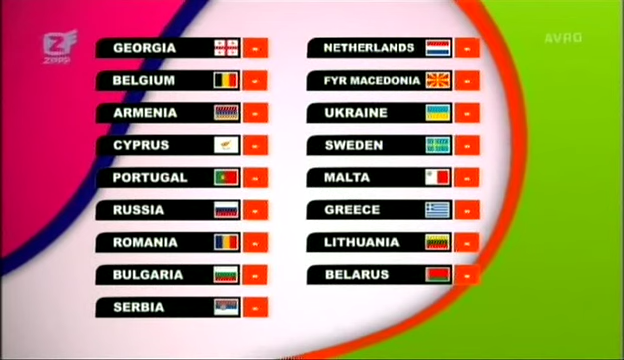 Z
ZAPP!
AVRO
GEORGIA
BELGIUM
ARMENIA
CYPRUS
PORTUGAL
RUSSIA
ROMANIA
BULGARIA
SERBIA
NETHERLANDS
FYR MACEDONIA
UKRAINE
SWEDEN
MALTA
GREECE
LITHUANIA
BELARUS